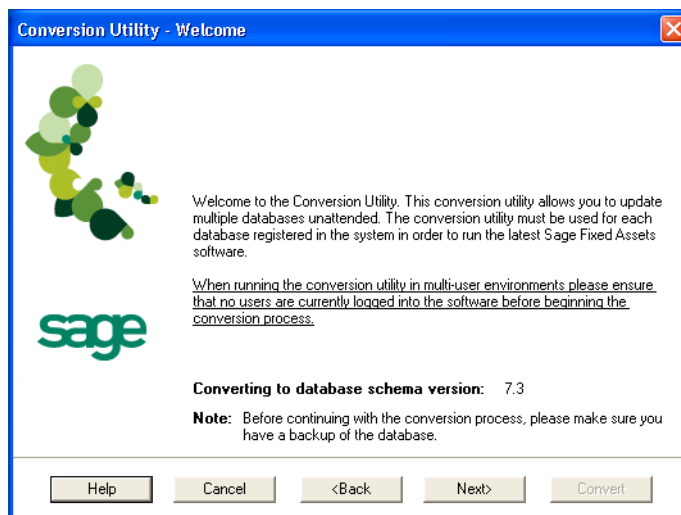 Conversion Utility - Welcome
Welcome to the Conversion Utility. This conversion utility allows you to update
multiple databases unattended. The conversion utility must be used for each
database registered in the system in order to run the latest Sage Fixed Assets
software.
When running the conversion utility in multi-user environments please ensure
that no users are currently logged into the software before beginning the
conversion process.
sage
Converting to database schema version: 7.3
Note: Before continuing with the conversion process, please make sure you
have a backup of the database.
Help Cancel <Back Next> Convert